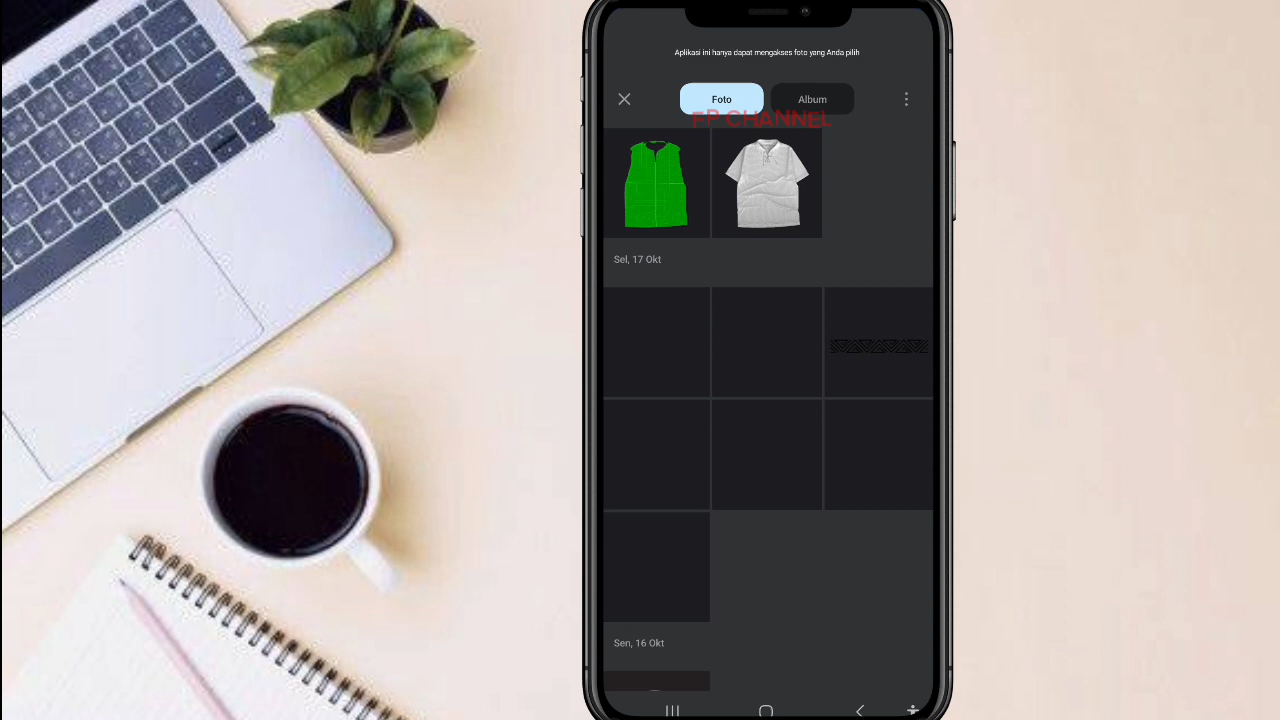 Aplikasi ini hanya dapat mengakses foto yang Anda pilih
Foto
Album
FP CHANNEL
Sel, 17 Okt
Sen, 16 Okt